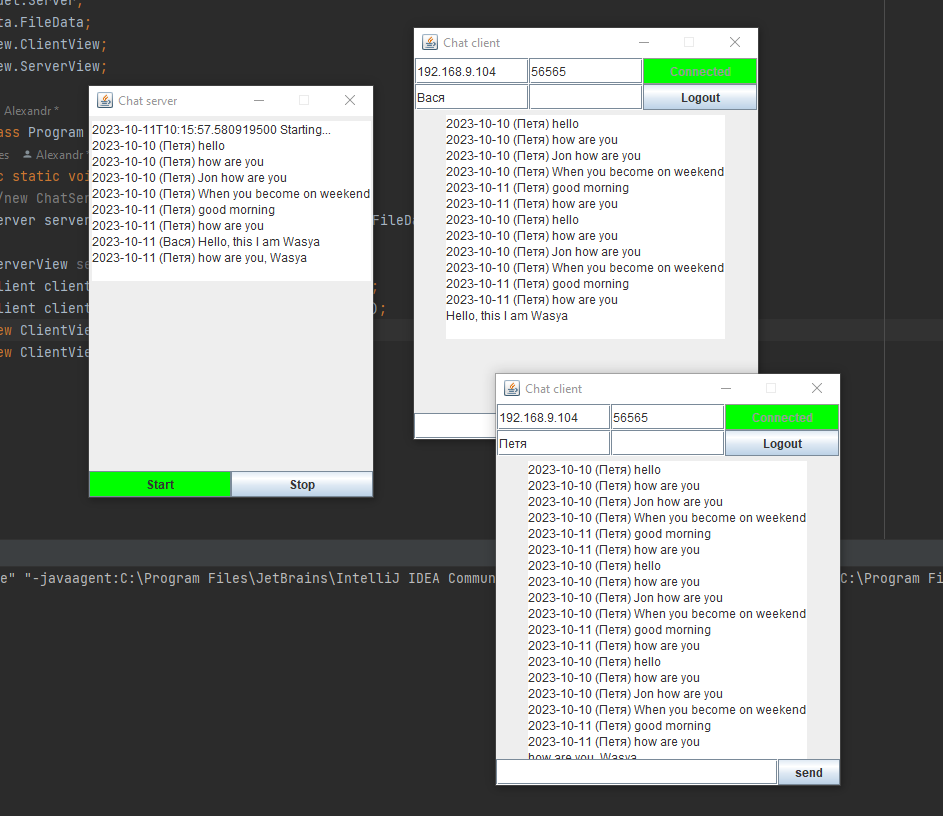 del.Server;
ta.FileData;
ew.ClientView;
ew.ServerView;
Alexandr *
ass Program
es Alexandr
c static voi
/new ChatSer
erver server
FileDa
erverView se
lient client
;
lient client
);
ew ClientVie
ew ClientVie
Chat server
2023-10-11T10:15:57.580919500 Starting...
2023-10-10 (Петя) hello
2023-10-10 (Петя) how are you
2023-10-10 (Петя) Jon how are you
2023-10-10 (Петя) When you become on weekend
2023-10-11 (Петя) good morning
2023-10-11 (Петя) how are you
2023-10-11 (Вася) Hello, this I am Wasya
2023-10-11 (Петя) how are you, Wasya
Start Stop
Chat client
192.168.9.104 56565 Connected
Вася Logout
2023-10-10 (Петя) hello
2023-10-10 (Петя) how are you
2023-10-10 (Петя) Jon how are you
2023-10-10 (Петя) When you become on weekend
2023-10-11 (Петя) good morning
2023-10-11 (Петя) how are you
2023-10-10 (Петя) hello
2023-10-10 (Петя) how are you
2023-10-10 (Петя) Jon how are you
2023-10-10 (Петя) When you become on weekend
2023-10-11 (Петя) good morning
2023-10-11 (Петя) how are you
Hello, this I am Wasya
Chat client
192.168.9.104 56565 Connected
Петя Logout
2023-10-10 (Петя) hello
2023-10-10 (Петя) how are you
2023-10-10 (Петя) Jon how are you
2023-10-10 (Петя) When you become on weekend
2023-10-11 (Петя) good morning
2023-10-11 (Петя) how are you
2023-10-10 (Петя) hello
2023-10-10 (Петя) how are you
2023-10-10 (Петя) Jon how are you
2023-10-10 (Петя) When you become on weekend
2023-10-11 (Петя) good morning
2023-10-11 (Петя) how are you
2023-10-10 (Петя) hello
2023-10-10 (Петя) how are you
2023-10-10 (Петя) Jon how are you
2023-10-10 (Петя) When you become on weekend
2023-10-11 (Петя) good morning
2023-10-11 (Петя) how are you
how are you, Wasya
send
e" "-javaagent:C:\Program Files\JetBrains\IntelliJ IDEA Commun
C:\Program Fi